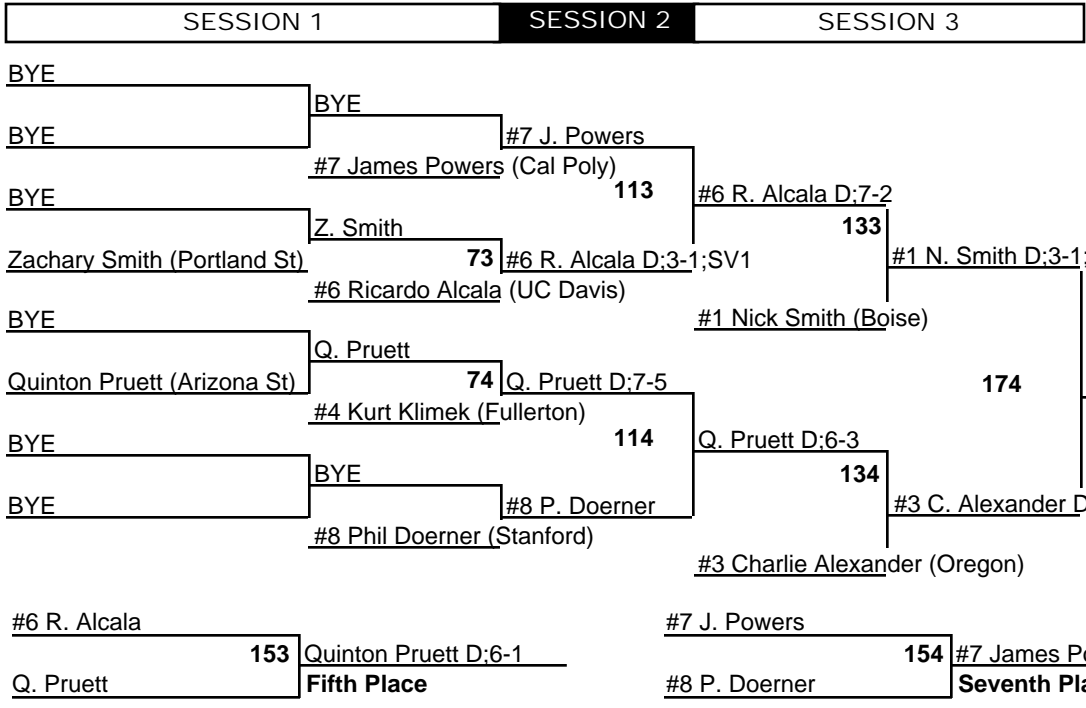 SESSION 1 SESSION 2 SESSION 3
BYE
BYE
BYE #7 J. Powers
#7 James Powers (Cal Poly)
113
BYE #6 R. Alcala D;7-2
Z. Smith 133
Zachary Smith (Portland St) 73 #6 R. Alcala D;3-1;SV1 #1 N. Smith D;3-1;
#6 Ricardo Alcala (UC Davis)
BYE #1 Nick Smith (Boise)
Q. Pruett
Quinton Pruett (Arizona St) 74 Q. Pruett D;7-5 174
#4 Kurt Klimek (Fullerton)
BYE 114 Q. Pruett D;6-3
BYE 134
BYE #8 P. Doerner #3 C. Alexander D
#8 Phil Doerner (Stanford)
#3 Charlie Alexander (Oregon)
#6 R. Alcala #7 J. Powers
153 Quinton Pruett D;6-1 154 #7 James
Q. Pruett Fifth Place #8 P. Doerner Seventh